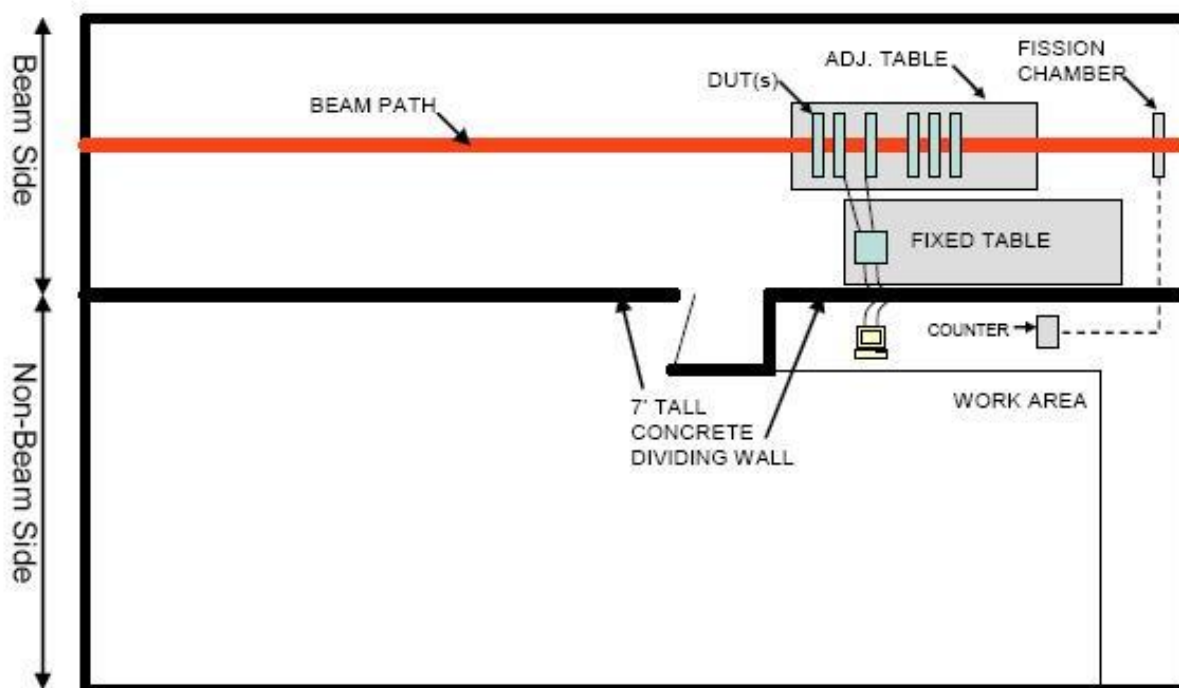 Beam Side
BEAM PATH
DUT(s)
ADJ. TABLE
FISSION
CHAMBER
FIXED TABLE
COUNTER
Non-Beam Side
7' TALL
CONCRETE
DIVIDING WALL
WORK AREA